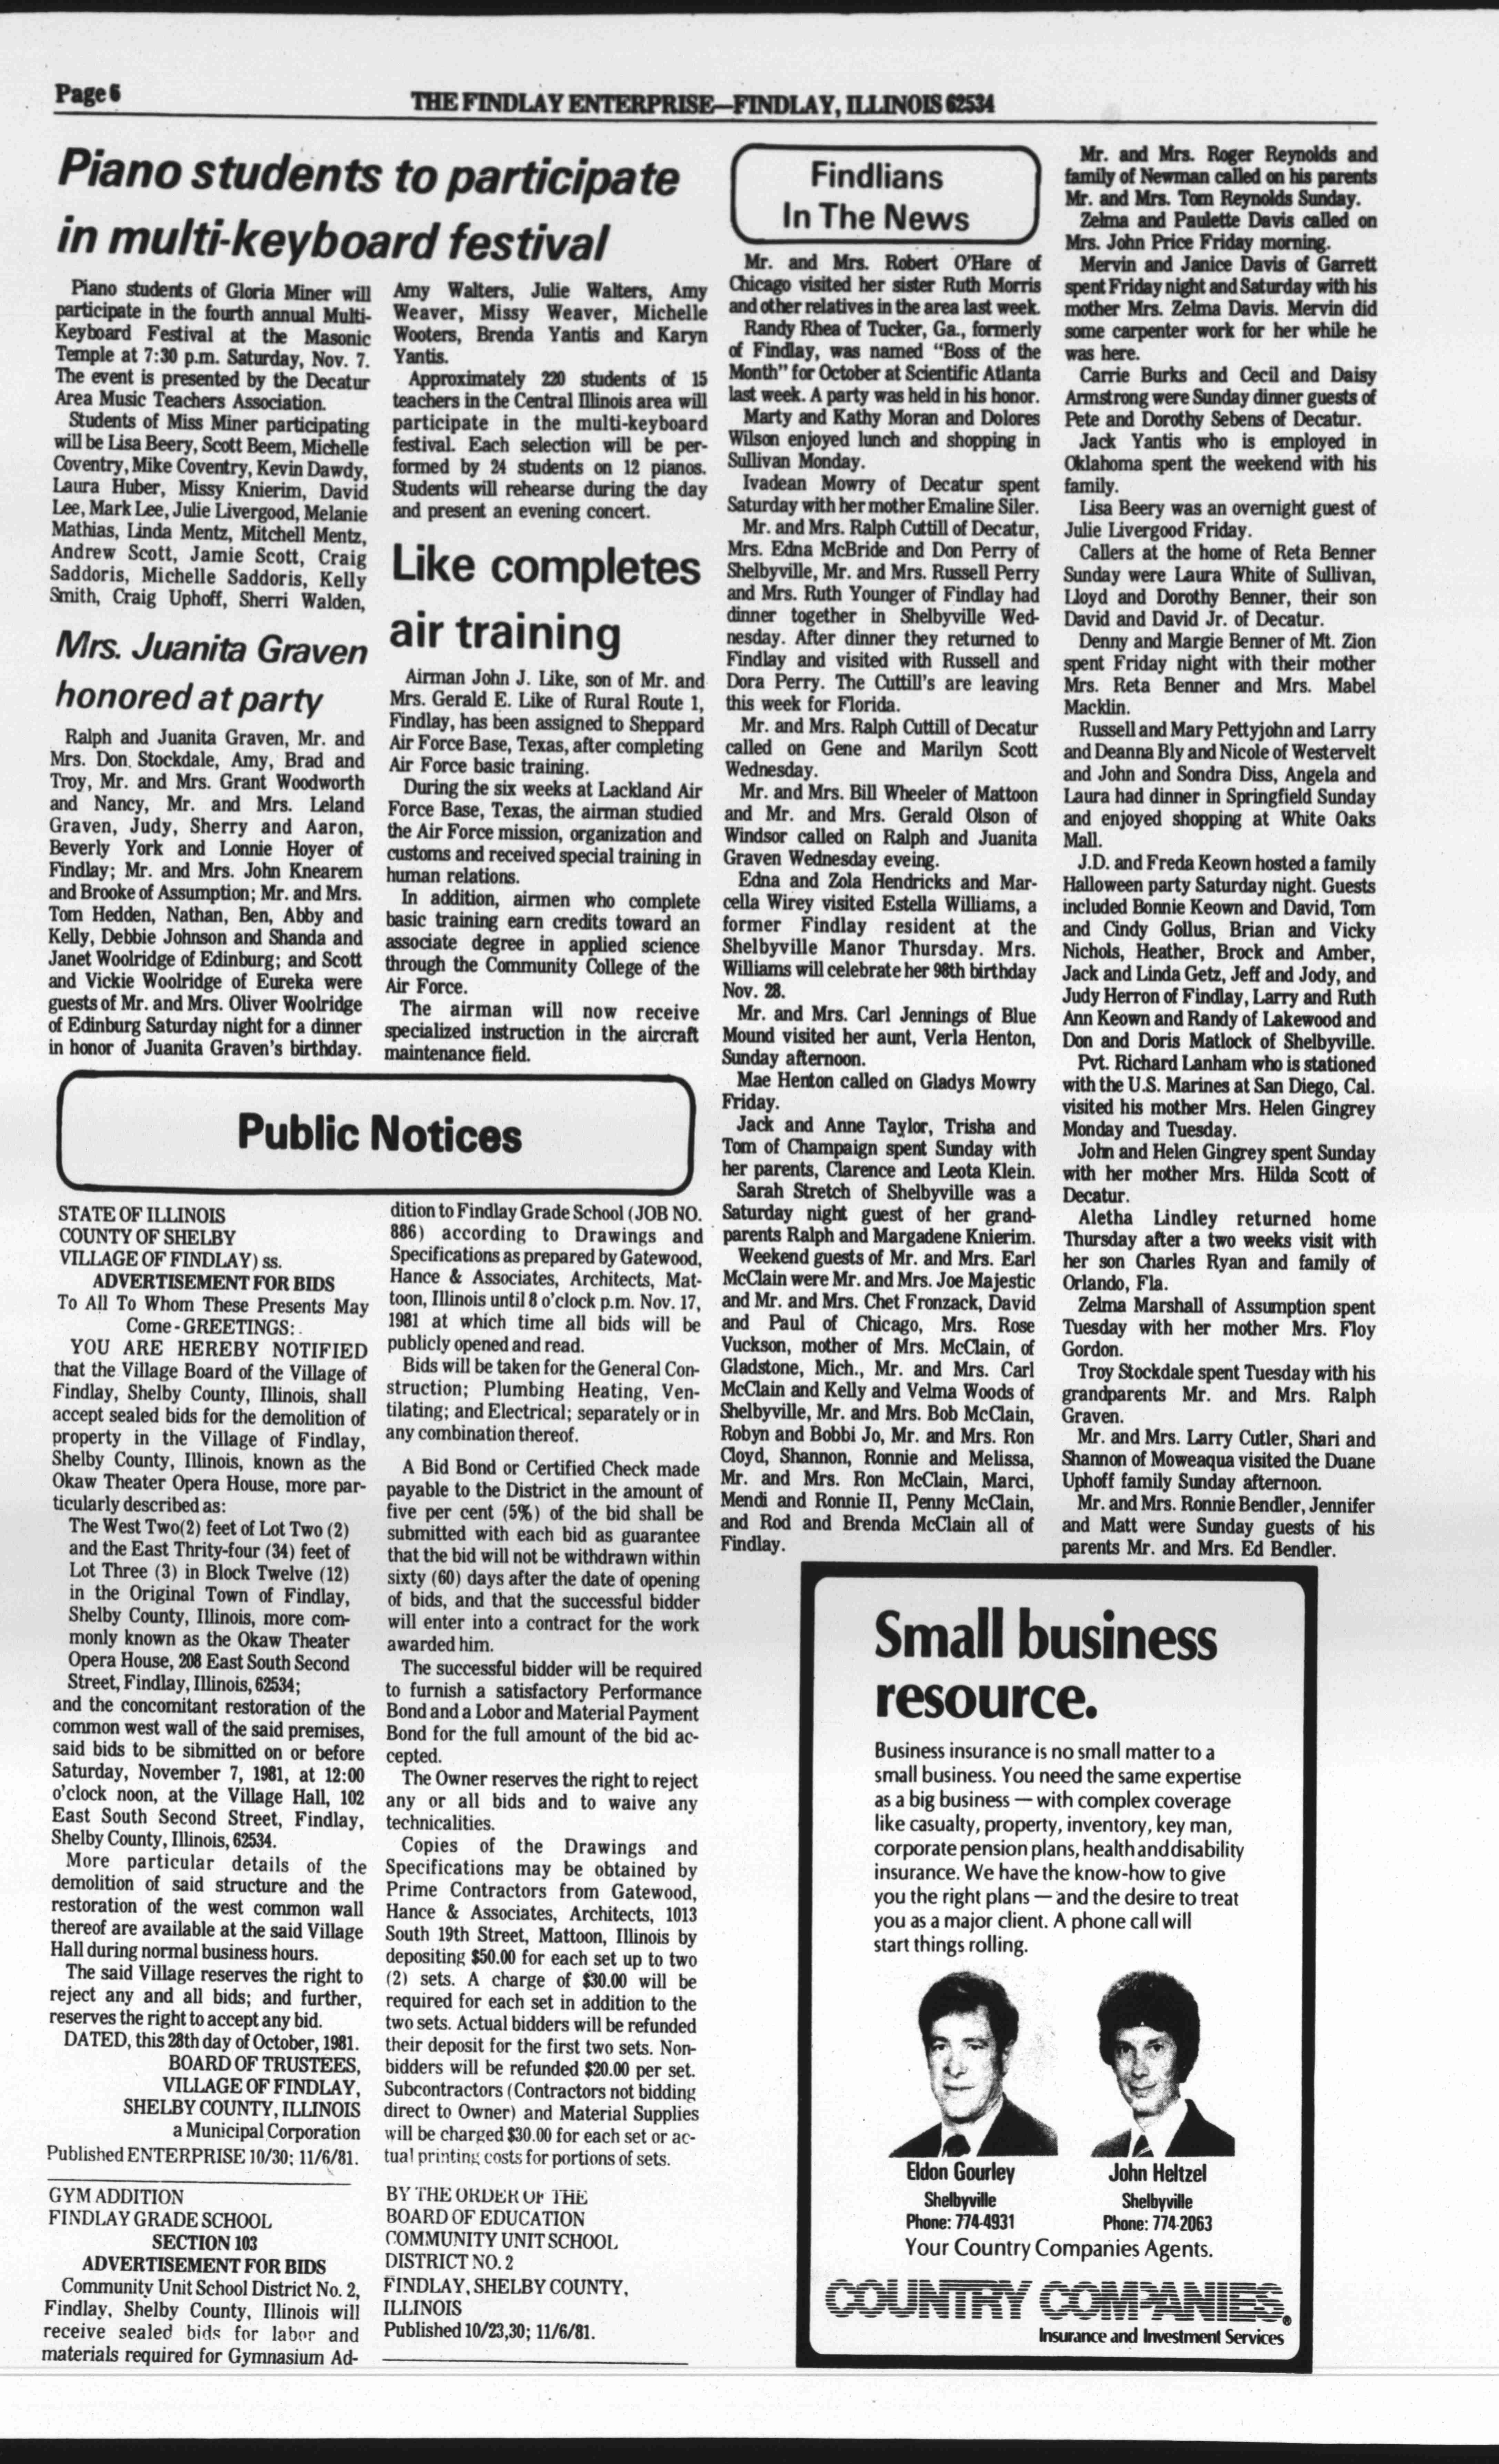 Page 6
THE FINDLAY ENTERPRISE—FINDLAY, ILLINOIS 62534
Piano students to participate
in multi-keyboard festival
Piano students of Gloria Miner will
participate in the fourth annual Multi-
Keyboard Festival at the Masonic
Temple at 7:30 p.m. Saturday, Nov. 7.
The event is presented by the Decatur
Area Music Teachers Association.
Students of Miss Miner participating
will be Lisa Beery, Scott Beem, Michelle
Coventry, Mike Coventry, Kevin Dawdy,
Laura Huber, Missy Knierim, David
Lee, Mark Lee, Julie Livergood, Melanie
Mathias, Linda Mentz, Mitchell Mentz,
Andrew Scott, Jamie Scott, Craig
Saddoris, Michelle Saddoris, Kelly
Smith, Craig Uphoff, Sherri Walden,
Amy Walters, Julie Walters, Amy
Weaver, Missy Weaver, Michelle
Wooters, Brenda Yantis and Karyn
Yantis.
Approximately 220 students of 15
teachers in the Central Illinois area will
participate in the multi-keyboard
festival. Each selection will be per-
formed by 24 students on 12 pianos.
Students will rehearse during the day
and present an evening concert.
Mrs. Juanita Graven
honored at party
Ralph and Juanita Graven, Mr. and
Mrs. Don Stockdale, Amy, Brad and
Troy, Mr. and Mrs. Grant Woodworth
and Nancy, Mr. and Mrs. Leland
Graven, Judy, Sherry and Aaron,
Beverly York and Lonnie Hoyer of
Findlay; Mr. and Mrs. John Knearem
and Brooke of Assumption; Mr. and Mrs.
Tom Hedden, Nathan, Ben, Abby and
Kelly, Debbie Johnson and Shanda and
Janet Woolridge of Edinburg; and Scott
and Vickie Woolridge of Eureka were
guests of Mr. and Mrs. Oliver Woolridge
of Edinburg Saturday night for a dinner
in honor of Juanita Graven's birthday.
Like completes
air training
Airman John J. Like, son of Mr. and
Mrs. Gerald E. Like of Rural Route 1,
Findlay, has been assigned to Sheppard
Air Force Base, Texas, after completing
Air Force basic training.
During the six weeks at Lackland Air
Force Base, Texas, the airman studied
the Air Force mission, organization and
customs and received special training in
human relations.
In addition, airmen who complete
basic training earn credits toward an
associate degree in applied science
through the Community College of the
Air Force.
The airman will now receive
specialized instruction in the aircraft
maintenance field.
Public Notices
STATE OF ILLINOIS
COUNTY OF SHELBY
VILLAGE OF FINDLAY) ss.
ADVERTISEMENT FOR BIDS
To All To Whom These Presents May
Come - GREETINGS:
YOU ARE HEREBY NOTIFIED
that the Village Board of the Village of
Findlay, Shelby County, Illinois, shall
accept sealed bids for the demolition of
property in the Village of Findlay,
Shelby County, Illinois, known as the
Okaw Theater Opera House, more par-
ticularly described as:
The West Two(2) feet of Lot Two (2)
and the East Thrity-four (34) feet of
Lot Three (3) in Block Twelve (12)
in the Original Town of Findlay,
Shelby County, Illinois, more com-
monly known as the Okaw Theater
Opera House, 208 East South Second
Street, Findlay, Illinois, 62534;
and the concomitant restoration of the
common west wall of the said premises,
said bids to be sibmitted on or before
Saturday, November 7, 1981, at 12:00
o'clock noon, at the Village Hall, 102
East South Second Street, Findlay,
Shelby County, Illinois, 62534.
More particular details of the
demolition of said structure and the
restoration of the west common wall
thereof are available at the said Village
Hall during normal business hours.
The said Village reserves the right to
reject any and all bids; and further,
reserves the right to accept any bid.
DATED, this 28th day of October, 1981.
BOARD OF TRUSTEES,
VILLAGE OF FINDLAY,
SHELBY COUNTY, ILLINOIS
a Municipal Corporation
Published ENTERPRISE 10/30; 11/6/81.
GYM ADDITION
FINDLAY GRADE SCHOOL
SECTION 103
ADVERTISEMENT FOR BIDS
Community Unit School District No. 2,
Findlay, Shelby County, Illinois will
receive sealed bids for labor and
materials required for Gymnasium Ad-
dition to Findlay Grade School (JOB NO.
886) according to Drawings and
Specifications as prepared by Gatewood,
Hance & Associates, Architects, Mat-
toon, Illinois until 8 o'clock p.m. Nov. 17,
1981 at which time all bids will be
publicly opened and read.
Bids will be taken for the General Con-
struction; Plumbing Heating, Ven-
tilating; and Electrical; separately or in
any combination thereof.
A Bid Bond or Certified Check made
payable to the District in the amount of
five per cent (5%) of the bid shall be
submitted with each bid as guarantee
that the bid will not be withdrawn within
sixty (60) days after the date of opening
of bids, and that the successful bidder
will enter into a contract for the work
awarded him.
The successful bidder will be required
to furnish a satisfactory Performance
Bond and a Lobor and Material Payment
Bond for the full amount of the bid ac-
cepted.
The Owner reserves the right to reject
any or all bids and to waive any
technicalities.
Copies of the Drawings and
Specifications may be obtained by
Prime Contractors from Gatewood,
Hance & Associates, Architects, 1013
South 19th Street, Mattoon, Illinois by
depositing $50.00 for each set up to two
(2) sets. A charge of $30.00 will be
required for each set in addition to the
two sets. Actual bidders will be refunded
their deposit for the first two sets. Non-
bidders will be refunded $20.00 per set.
Subcontractors (Contractors not bidding
direct to Owner) and Material Supplies
will be charged $30.00 for each set or ac-
tual printing costs for portions of sets.
BY THE ORDER OF THE
BOARD OF EDUCATION
COMMUNITY UNIT SCHOOL
DISTRICT NO. 2
FINDLAY, SHELBY COUNTY,
ILLINOIS
Published 10/23,30; 11/6/81.
Findlians
In The News
Mr. and Mrs. Robert O'Hare of
Chicago visited her sister Ruth Morris
and other relatives in the area last week.
Randy Rhea of Tucker, Ga., formerly
of Findlay, was named "Boss of the
Month" for October at Scientific Atlanta
last week. A party was held in his honor.
Marty and Kathy Moran and Dolores
Wilson enjoyed lunch and shopping in
Sullivan Monday.
Ivadean Mowry of Decatur spent
Saturday with her mother Emaline Siler.
Mr. and Mrs. Ralph Cuttill of Decatur,
Mrs. Edna McBride and Don Perry of
Shelbyville, Mr. and Mrs. Russell Perry
and Mrs. Ruth Younger of Findlay had
dinner together in Shelbyville Wed-
nesday. After dinner they returned to
Findlay and visited with Russell and
Dora Perry. The Cuttill's are leaving
this week for Florida.
Mr. and Mrs. Ralph Cuttill of Decatur
called on Gene and Marilyn Scott
Wednesday.
Mr. and Mrs. Bill Wheeler of Mattoon
and Mr. and Mrs. Gerald Olson of
Windsor called on Ralph and Juanita
Graven Wednesday eveing.
Edna and Zola Hendricks and Mar-
cella Wirey visited Estella Williams, a
former Findlay resident at the
Shelbyville Manor Thursday. Mrs.
Williams will celebrate her 98th birthday
Nov. 28.
Mr. and Mrs. Carl Jennings of Blue
Mound visited her aunt, Verla Henton,
Sunday afternoon.
Mae Henton called on Gladys Mowry
Friday.
Jack and Anne Taylor, Trisha and
Tom of Champaign spent Sunday with
her parents, Clarence and Leota Klein.
Sarah Stretch of Shelbyville was a
Saturday night guest of her grand-
parents Ralph and Margadene Knierim.
Weekend guests of Mr. and Mrs. Earl
McClain were Mr. and Mrs. Joe Majestic
and Mr. and Mrs. Chet Fronzack, David
and Paul of Chicago, Mrs. Rose
Vuckson, mother of Mrs. McClain, of
Gladstone, Mich., Mr. and Mrs. Carl
McClain and Kelly and Velma Woods of
Shelbyville, Mr. and Mrs. Bob McClain,
Robyn and Bobbi Jo, Mr. and Mrs. Ron
Cloyd, Shannon, Ronnie and Melissa,
Mr. and Mrs. Ron McClain, Marci,
Mendi and Ronnie II, Penny McClain,
and Rod and Brenda McClain all of
Findlay.
Mr. and Mrs. Roger Reynolds and
family of Newman called on his parents
Mr. and Mrs. Tom Reynolds Sunday.
Zelma and Paulette Davis called on
Mrs. John Price Friday morning.
Mervin and Janice Davis of Garrett
spent Friday night and Saturday with his
mother Mrs. Zelma Davis. Mervin did
some carpenter work for her while he
was here.
Carrie Burks and Cecil and Daisy
Armstrong were Sunday dinner guests of
Pete and Dorothy Sebens of Decatur.
Jack Yantis who is employed in
Oklahoma spent the weekend with his
family.
Lisa Beery was an overnight guest of
Julie Livergood Friday.
Callers at the home of Reta Benner
Sunday were Laura White of Sullivan,
Lloyd and Dorothy Benner, their son
David and David Jr. of Decatur.
Denny and Margie Benner of Mt. Zion
spent Friday night with their mother
Mrs. Reta Benner and Mrs. Mabel
Macklin.
Russell and Mary Pettyjohn and Larry
and Deanna Bly and Nicole of Westervelt
and John and Sondra Diss, Angela and
Laura had dinner in Springfield Sunday
and enjoyed shopping at White Oaks
Mall.
J.D. and Freda Keown hosted a family
Halloween party Saturday night. Guests
included Bonnie Keown and David, Tom
and Cindy Gollus, Brian and Vicky
Nichols, Heather, Brock and Amber,
Jack and Linda Getz, Jeff and Jody, and
Judy Herron of Findlay, Larry and Ruth
Ann Keown and Randy of Lakewood and
Don and Doris Matlock of Shelbyville.
Pvt. Richard Lanham who is stationed
with the U.S. Marines at San Diego, Cal.
visited his mother Mrs. Helen Gingrey
Monday and Tuesday.
John and Helen Gingrey spent Sunday
with her mother Mrs. Hilda Scott of
Decatur.
Aletha Lindley returned home
Thursday after a two weeks visit with
her son Charles Ryan and family of
Orlando, Fla.
Zelma Marshall of Assumption spent
Tuesday with her mother Mrs. Floy
Gordon.
Troy Stockdale spent Tuesday with his
grandparents Mr. and Mrs. Ralph
Graven.
Mr. and Mrs. Larry Cutler, Shari and
Shannon of Moweaqua visited the Duane
Uphoff family Sunday afternoon.
Mr. and Mrs. Ronnie Bendler, Jennifer
and Matt were Sunday guests of his
parents Mr. and Mrs. Ed Bendler.
Small business
resource.
Business insurance is no small matter to a
small business. You need the same expertise
as a big business — with complex coverage
like casualty, property, inventory, key man,
corporate pension plans, health and disability
insurance. We have the know-how to give
you the right plans — and the desire to treat
you as a major client. A phone call will
start things rolling.
Eldon Gourley
Shelbyville
Phone: 774-4931
John Heltzel
Shelbyville
Phone: 774-2063
Your Country Companies Agents.
COUNTRY COMPANIES®
Insurance and Investment Services